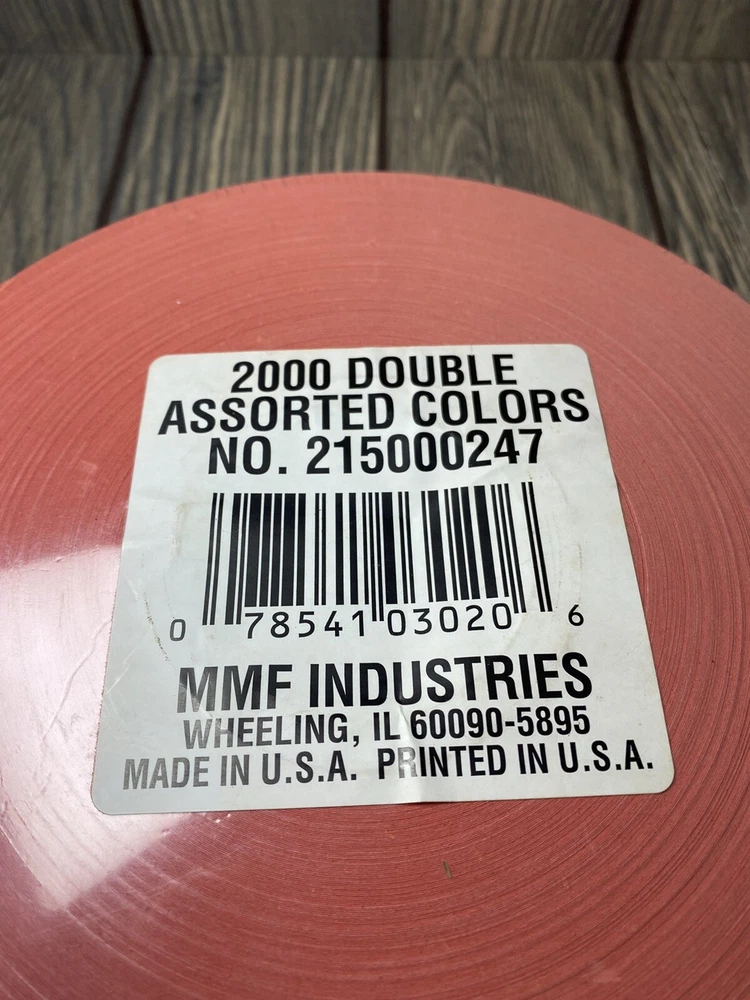 2000 DOUBLE
ASSORTED COLORS
NO. 215000247
0 78541 03020 6
MMF INDUSTRIES
WHEELING, IL 60090-5895
MADE IN U.S.A. PRINTED IN U.S.A.